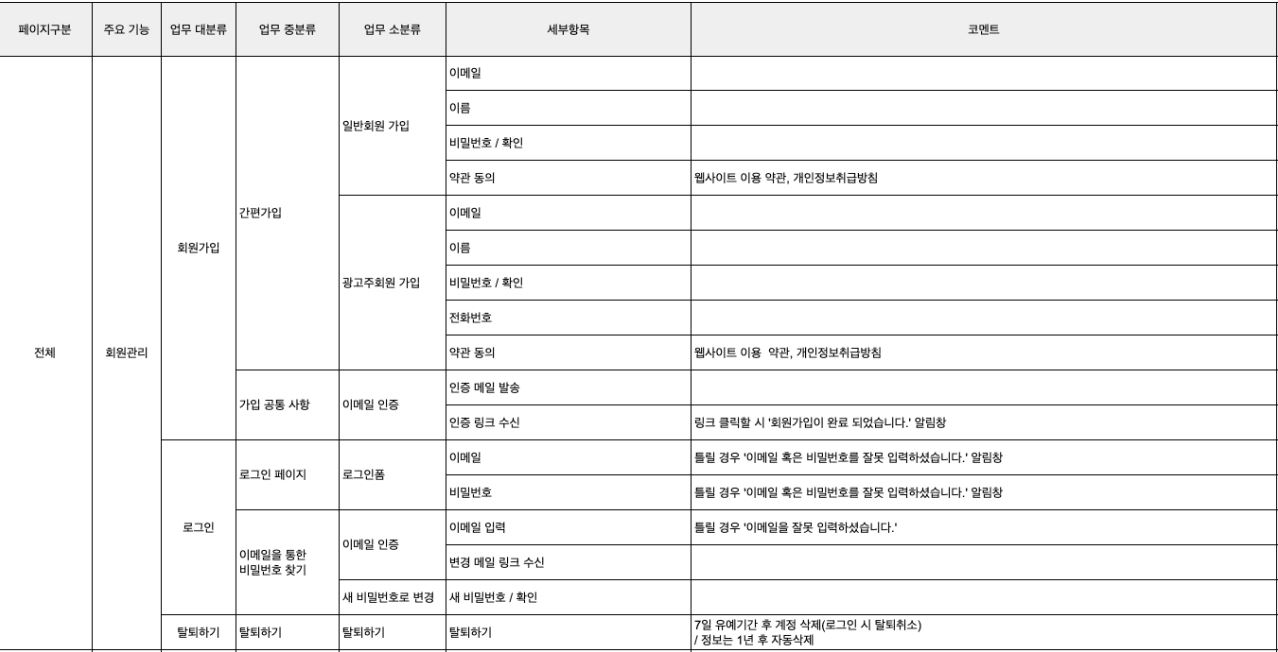 페이지구분 주요 기능 업무 대분류 업무 중분류 업무 소분류 세부항목 코멘트
전체 회원관리 회원가입 간편가입 일반회원 가입 이메일
이름
비밀번호 / 확인
약관 동의 웹사이트 이용 약관, 개인정보취급방침
광고주회원 가입 이메일
이름
비밀번호 / 확인
전화번호
약관 동의 웹사이트 이용  약관, 개인정보취급방침
가입 공통 사항 이메일 인증 인증 메일 발송
인증 링크 수신 링크 클릭할 시 '회원가입이 완료 되었습니다.' 알림창
로그인 로그인 페이지 로그인폼 이메일 틀릴 경우 '이메일 혹은 비밀번호를 잘못 입력하셨습니다.' 알림창
비밀번호 틀릴 경우 '이메일 혹은 비밀번호를 잘못 입력하셨습니다.' 알림창
이메일을 통한
비밀번호 찾기
이메일 인증 이메일 입력 틀릴 경우 '이메일을 잘못 입력하셨습니다.'
변경 메일 링크 수신
새 비밀번호로 변경 새 비밀번호 / 확인
탈퇴하기 탈퇴하기 탈퇴하기 탈퇴하기 7일 유예기간 후 계정 삭제(로그인 시 탈퇴취소)
/ 정보는 1년 후 자동삭제